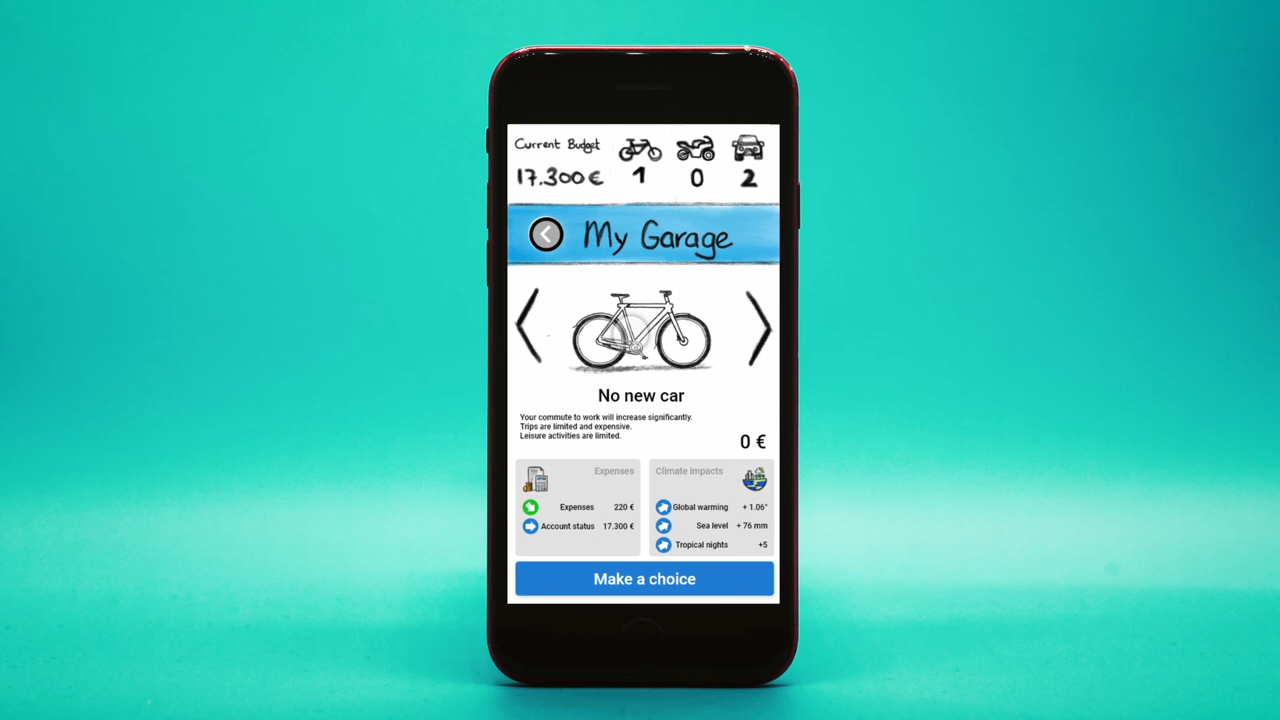 Current Budget
17.300 €
1
0
2
My Garage
No new car
Your commute to work will increase significantly.
Trips are limited and expensive.
Leisure activities are limited.
0 €
Expenses
Expenses 220 €
Account status 17.300 €
Climate impacts
Global warming + 1.06°
Sea level + 76 mm
Tropical nights +5
Make a choice